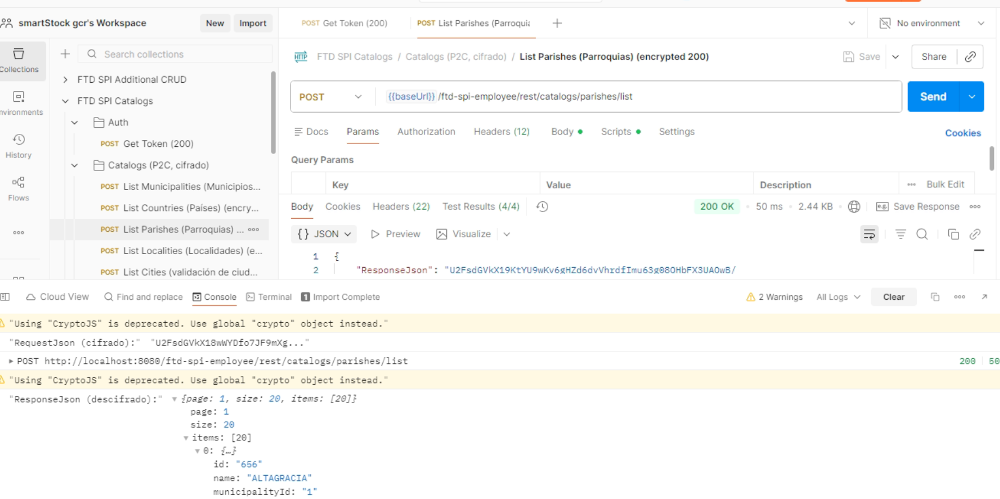 smartStock gcr's Workspace
New
Import
POST Get Token (200)
POST List Parishes (Parroquia
No environment
Collections
Search collections
HTTP
FTD SPI Catalogs / Catalogs (P2C, cifrado) / List Parishes (Parroquias) (encrypted 200)
Save
Share
FTD SPI Additional CRUD
FTD SPI Catalogs
Auth
POST Get Token (200)
Catalogs (P2C, cifrado)
POST List Municipalities (Municipios...
POST List Countries (Países) (encry...
POST List Parishes (Parroquias) ...
POST List Localities (Localidades) (e...
POST List Cities (validación de ciud...
nvironments
History
Flows
POST
{{baseUrl}} /ftd-spi-employee/rest/catalogs/parishes/list
Send
Docs
Params
Authorization
Headers (12)
Body
Scripts
Settings
Cookies
Query Params
Key
Value
Description
Bulk Edit
Body
Cookies
Headers (22)
Test Results (4/4)
200 OK
50 ms
2.44 KB
e.g.
Save Response
{} JSON
Preview
Visualize
1 {
2 "ResponseJson": "U2FsdGVkX19KtYU9wKv6gHZd6dvVhrdfImu63g08OHbFX3UAOwB/
Cloud View
Find and replace
Console
Terminal
1 Import Complete
2 Warnings
All Logs
Clear
"Using "CryptoJS" is deprecated. Use global "crypto" object instead."
"RequestJson (cifrado):" "U2FsdGVkX18wWYDfo7JF9mXg..."
POST http://localhost:8080/ftd-spi-employee/rest/catalogs/parishes/list
200
50
"Using "CryptoJS" is deprecated. Use global "crypto" object instead."
"ResponseJson (descifrado):" {page: 1, size: 20, items: [20]}
page: 1
size: 20
items: [20]
0: {…}
id: "656"
name: "ALTAGRACIA"
municipalityId: "1"